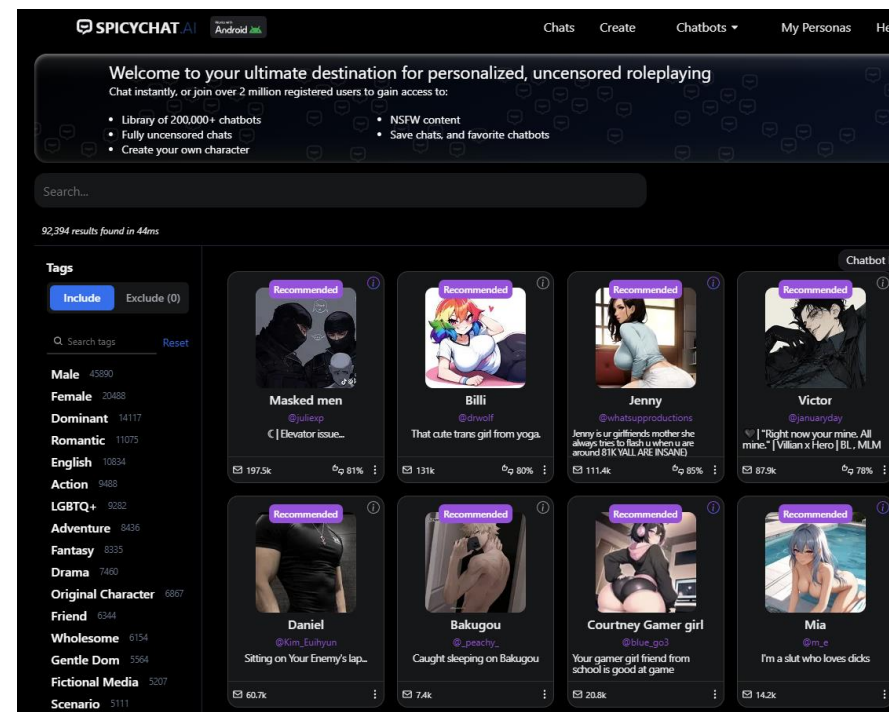 SPICYCHAT.AI
Works with
Android
Chats Create Chatbots My Personas He
Welcome to your ultimate destination for personalized, uncensored roleplaying
Chat instantly, or join over 2 million registered users to gain access to:
• Library of 200,000+ chatbots
• Fully uncensored chats
• Create your own character
• NSFW content
• Save chats, and favorite chatbots
Search...
92,394 results found in 44ms
Chatbot
Tags
Include Exclude (0)
Search tags Reset
Male 45890
Female 20488
Dominant 14117
Romantic 11075
English 10834
Action 9488
LGBTQ+ 9282
Adventure 8436
Fantasy 8335
Drama 7460
Original Character 6867
Friend 6344
Wholesome 6154
Gentle Dom 5564
Fictional Media 5207
Scenario 5111
Recommended
Masked men
@juliexp
☾ | Elevator issue...
197.5k 81%
Recommended
Billi
@drwolf
That cute trans girl from yoga.
131k 80%
Recommended
Jenny
@whatsupproductions
Jenny is ur girlfriends mother she
always tries to flash u when u are
around 81K YALL ARE INSANE)
111.4k 85%
Recommended
Victor
@januaryday
🖤 | "Right now your mine. All
mine." | Villian x Hero | BL , MLM
87.9k 78%
Recommended
Daniel
@Kim_Euihyun
Sitting on Your Enemy's lap...
60.7k
Recommended
Bakugou
@_peachy_
Caught sleeping on Bakugou
7.4k
Recommended
Courtney Gamer girl
@blue_go3
Your gamer girl friend from
school is good at game
20.8k
Recommended
Mia
@m_e
I'm a slut who loves dicks
14.2k